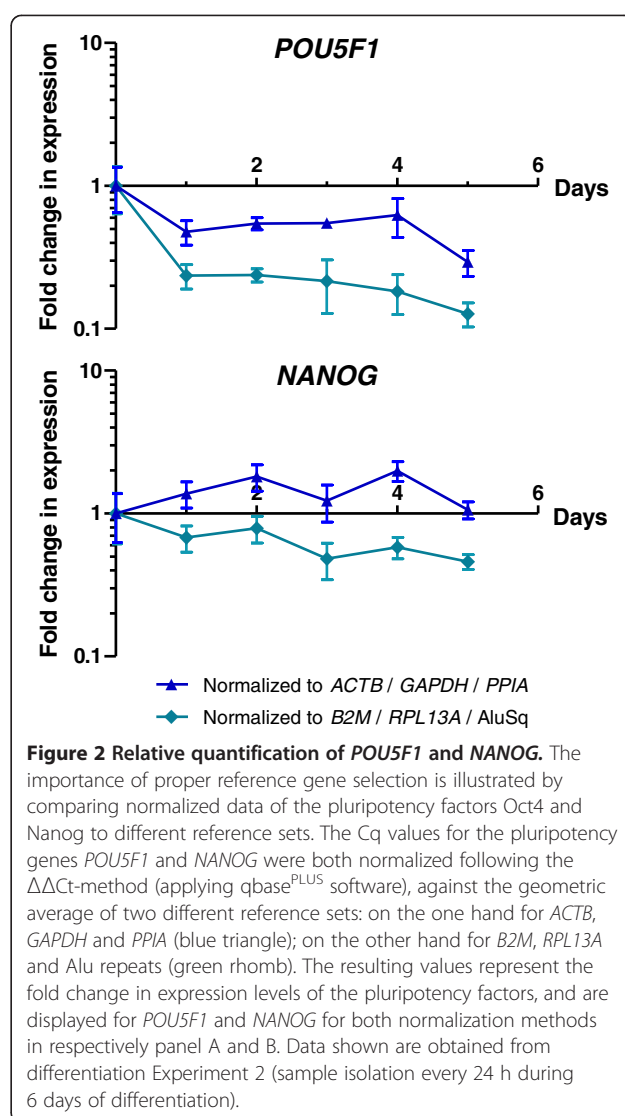 POU5F1
10
1
0.1
Fold change in expression
2 4 6
Days
NANOG
10
1
0.1
Fold change in expression
2 4 6
Days
Normalized to ACTB / GAPDH / PPIA
Normalized to B2M / RPL13A / AluSq
Figure 2 Relative quantification of POU5F1 and NANOG. The
importance of proper reference gene selection is illustrated by
comparing normalized data of the pluripotency factors Oct4 and
Nanog to different reference sets. The Cq values for the pluripotency
genes POU5F1 and NANOG were both normalized following the
ΔΔCt-method (applying qbasePLUS software), against the geometric
average of two different reference sets: on the one hand for ACTB,
GAPDH and PPIA (blue triangle); on the other hand for B2M, RPL13A
and Alu repeats (green rhomb). The resulting values represent the
fold change in expression levels of the pluripotency factors, and are
displayed for POU5F1 and NANOG for both normalization methods
in respectively panel A and B. Data shown are obtained from
differentiation Experiment 2 (sample isolation every 24 h during
6 days of differentiation).